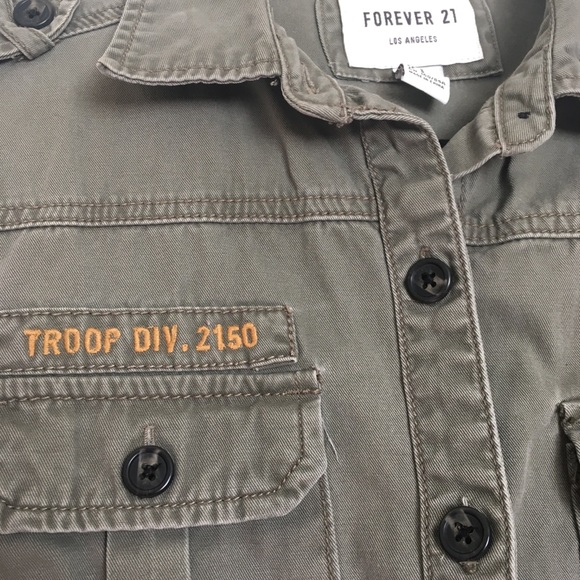 FOREVER 21
LOS ANGELES
TROOP DIV. 2150